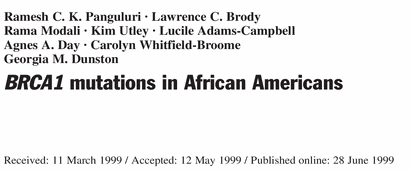 Ramesh C. K. Panguluri · Lawrence C. Brody
Rama Modali · Kim Utley · Lucile Adams-Campbell
Agnes A. Day · Carolyn Whitfield-Broome
Georgia M. Dunston
BRCA1 mutations in African Americans
Received: 11 March 1999 / Accepted: 12 May 1999 / Published online: 28 June 1999